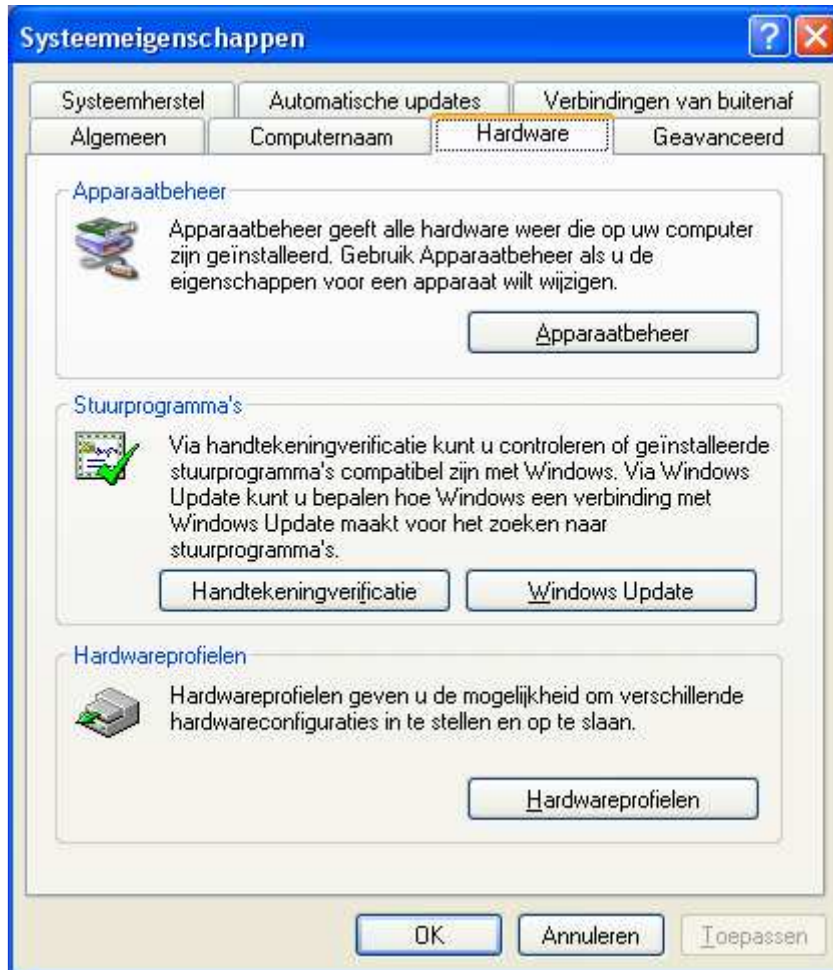 Systeemeigenschappen
Systeemherstel Automatische updates Verbindingen van buitenaf
Algemeen Computernaam Hardware Geavanceerd
Apparaatbeheer
Apparaatbeheer geeft alle hardware weer die op uw computer
zijn geïnstalleerd. Gebruik Apparaatbeheer als u de
eigenschappen voor een apparaat wilt wijzigen.
Apparaatbeheer
Stuurprogramma's
Via handtekeningverificatie kunt u controleren of geïnstalleerde
stuurprogramma's compatibel zijn met Windows. Via Windows
Update kunt u bepalen hoe Windows een verbinding met
Windows Update maakt voor het zoeken naar
stuurprogramma's.
Handtekeningverificatie Windows Update
Hardwareprofielen
Hardwareprofielen geven u de mogelijkheid om verschillende
hardwareconfiguraties in te stellen en op te slaan.
Hardwareprofielen
OK Annuleren Toepassen